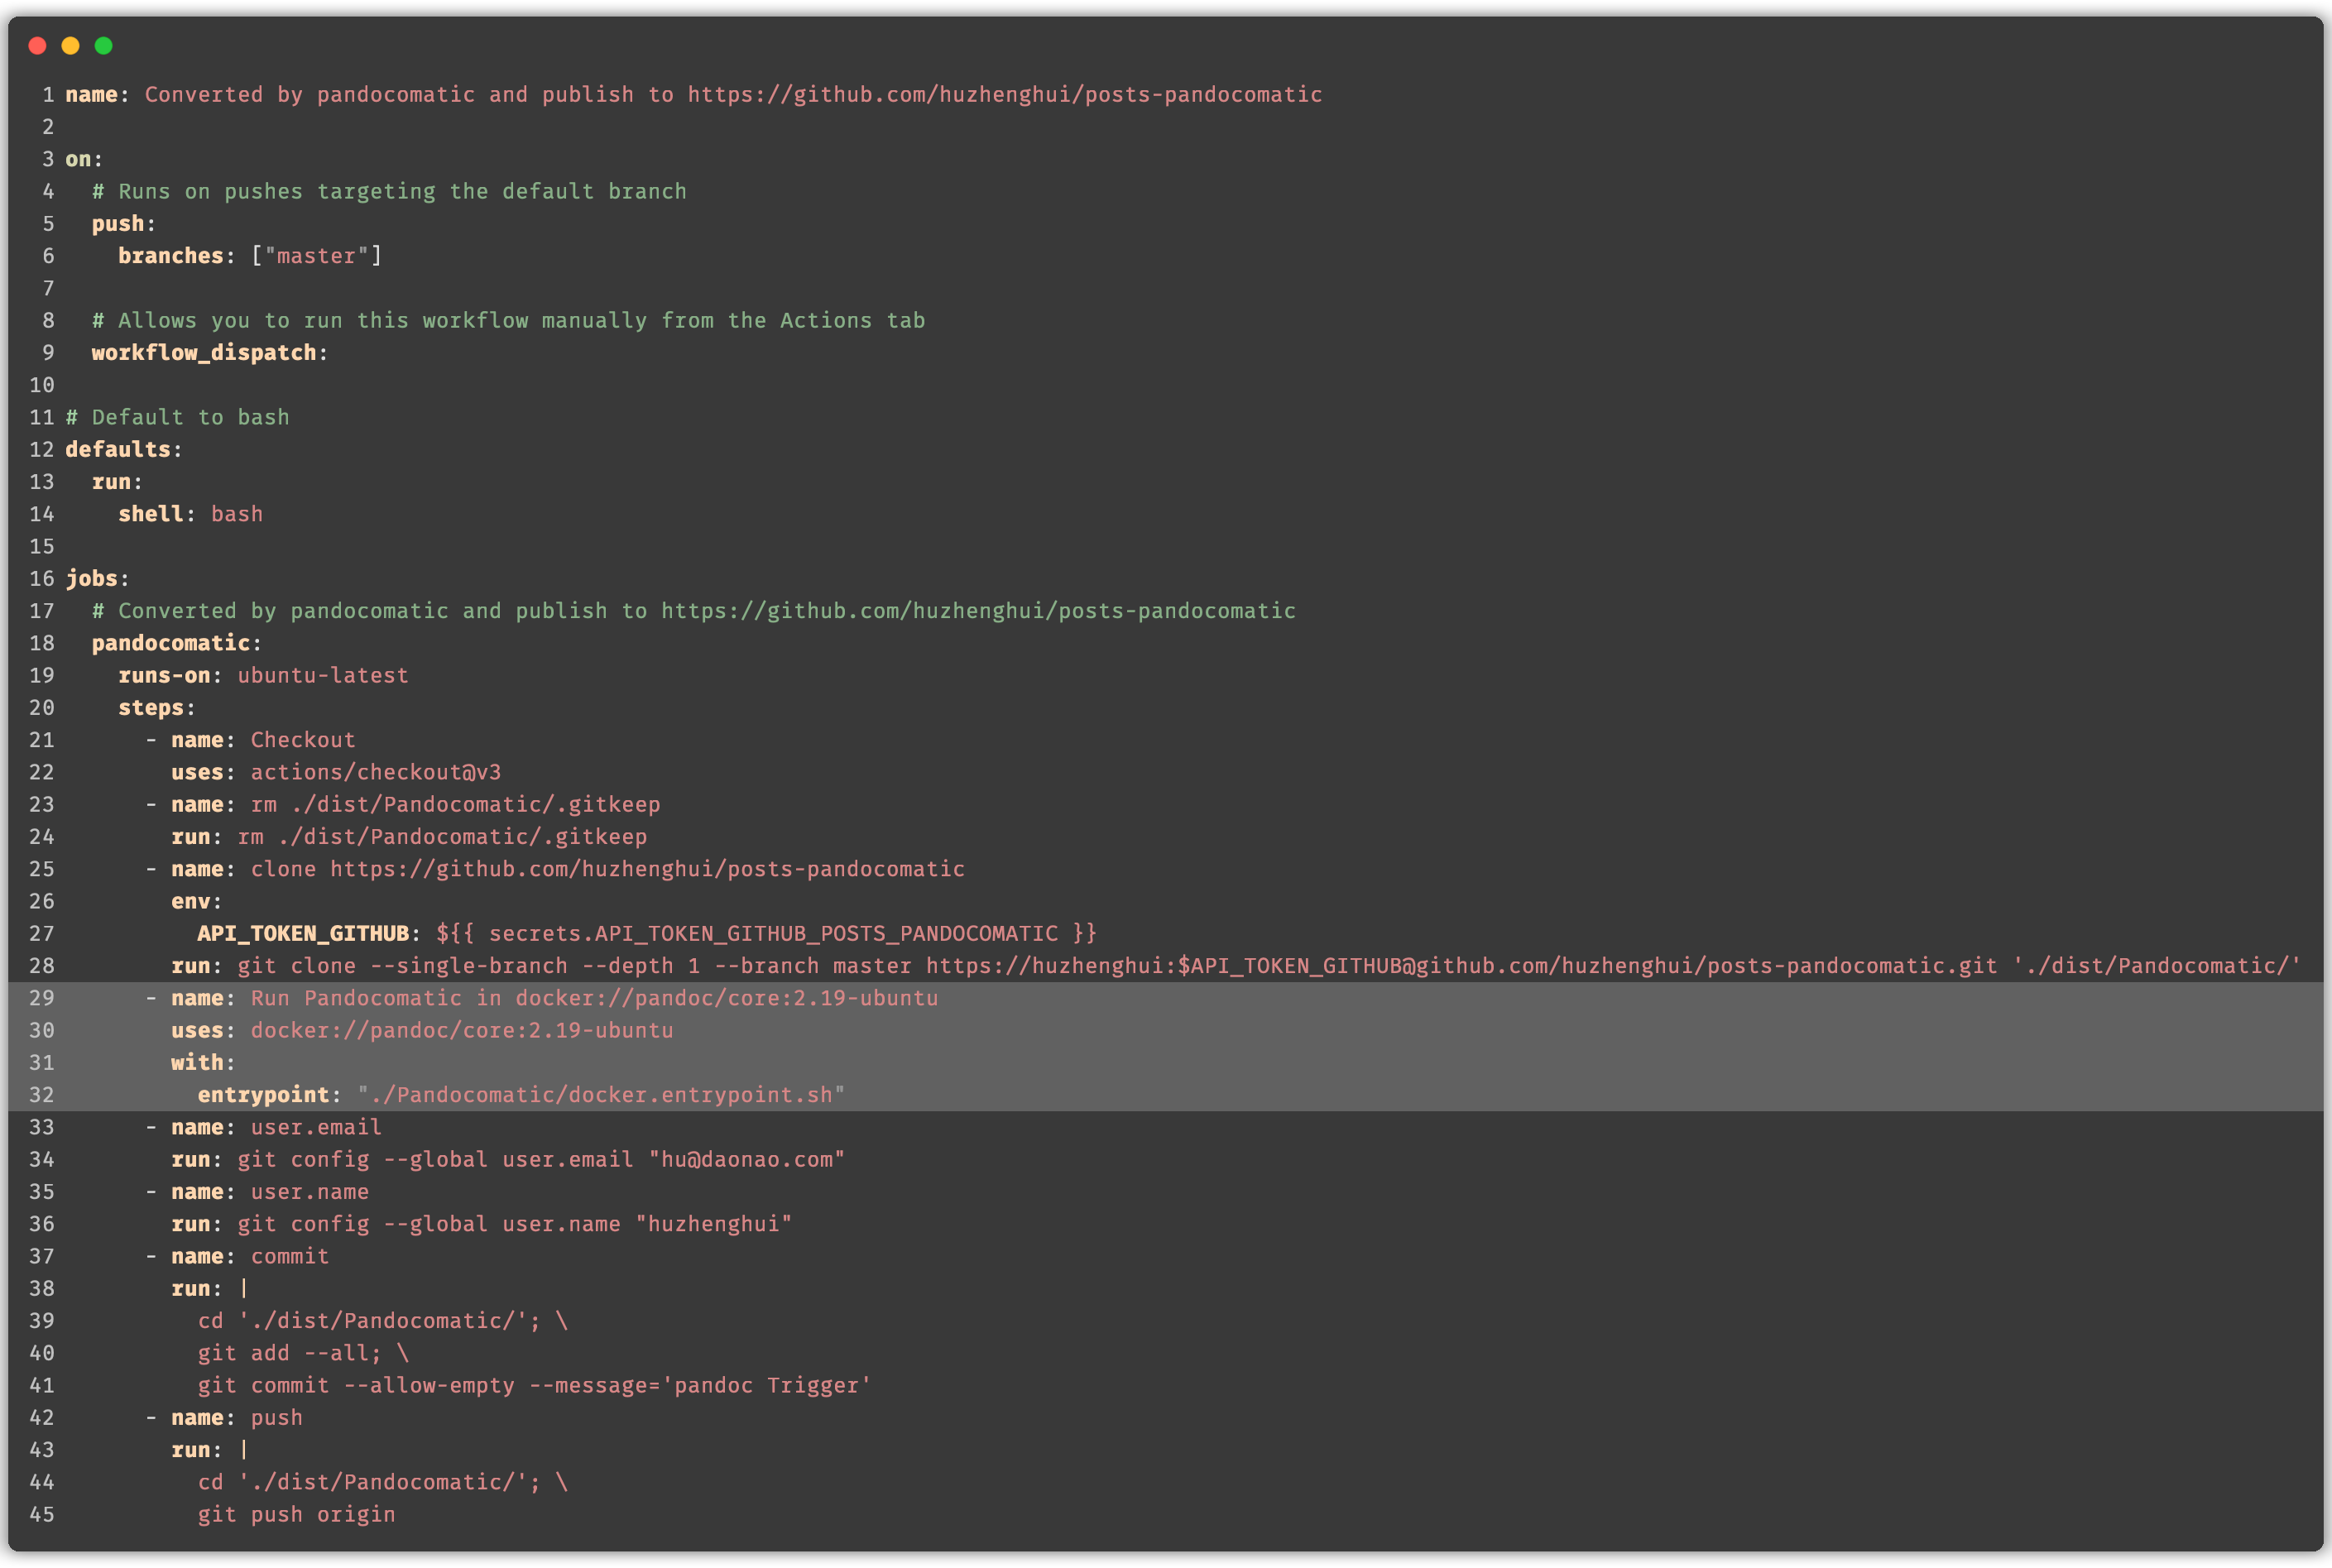 1 name: Converted by pandocomatic and publish to https://github.com/huzhenghui/posts-pandocomatic
2
3 on:
4   # Runs on pushes targeting the default branch
5   push:
6     branches: ["master"]
7
8   # Allows you to run this workflow manually from the Actions tab
9   workflow_dispatch:
10
11 # Default to bash
12 defaults:
13   run:
14     shell: bash
15
16 jobs:
17   # Converted by pandocomatic and publish to https://github.com/huzhenghui/posts-pandocomatic
18   pandocomatic:
19     runs-on: ubuntu-latest
20     steps:
21       - name: Checkout
22         uses: actions/checkout@v3
23       - name: rm ./dist/Pandocomatic/.gitkeep
24         run: rm ./dist/Pandocomatic/.gitkeep
25       - name: clone https://github.com/huzhenghui/posts-pandocomatic
26         env:
27           API_TOKEN_GITHUB: ${{ secrets.API_TOKEN_GITHUB_POSTS_PANDOCOMATIC }}
28         run: git clone --single-branch --depth 1 --branch master https://huzhenghui:$API_TOKEN_GITHUB@github.com/huzhenghui/posts-pandocomatic.git './dist/Pandocomatic/'
29       - name: Run Pandocomatic in docker://pandoc/core:2.19-ubuntu
30         uses: docker://pandoc/core:2.19-ubuntu
31         with:
32           entrypoint: "./Pandocomatic/docker.entrypoint.sh"
33       - name: user.email
34         run: git config --global user.email "hu@daonao.com"
35       - name: user.name
36         run: git config --global user.name "huzhenghui"
37       - name: commit
38         run: |
39           cd './dist/Pandocomatic/'; \
40           git add --all; \
41           git commit --allow-empty --message='pandoc Trigger'
42       - name: push
43         run: |
44           cd './dist/Pandocomatic/'; \
45           git push origin